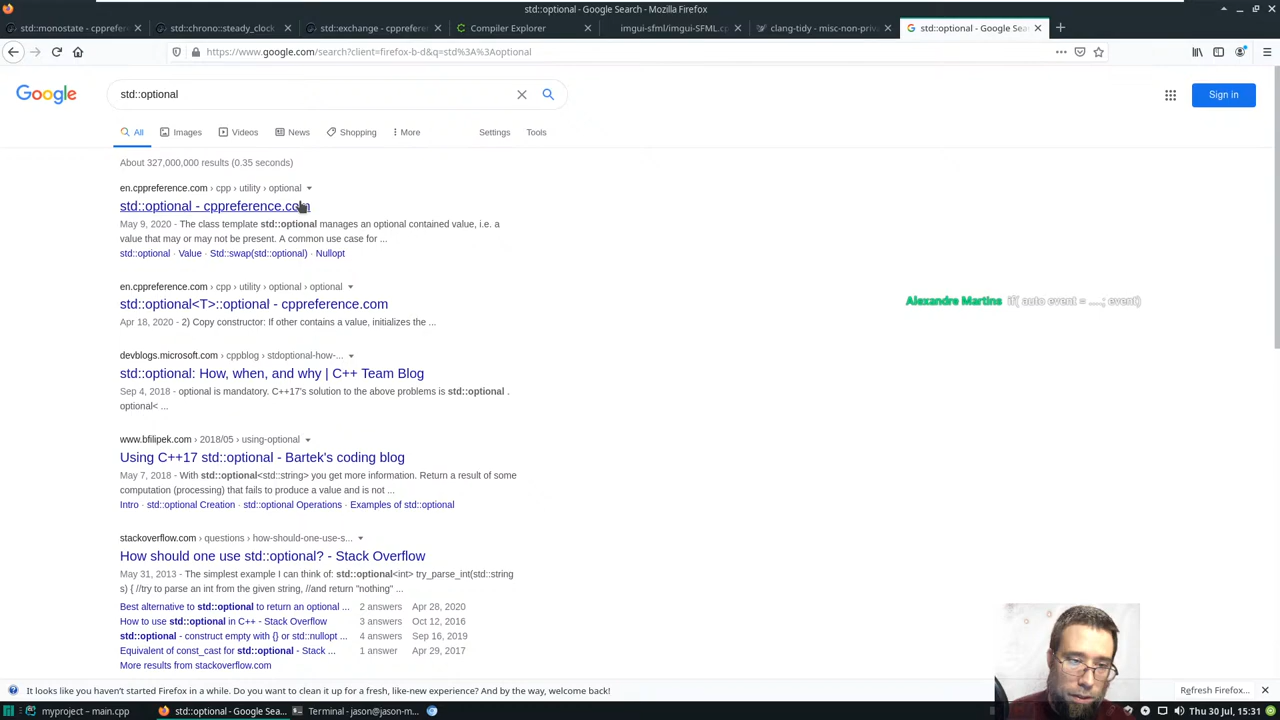 std::optional - Google Search - Mozilla Firefox
std::monostate - cpprefere
std::chrono::steady_clock
std::exchange - cpprefere
Compiler Explorer
imgui-sfml/imgui-SFML.cp
clang-tidy - misc-non-priva
std::optional - Google Sea
https://www.google.com/search?client=firefox-b-d&q=std%3A%3Aoptional
Google
std::optional
Sign in
All
Images
Videos
News
Shopping
More
Settings
Tools
About 327,000,000 results (0.35 seconds)
en.cppreference.com › cpp › utility › optional
std::optional - cppreference.com
May 9, 2020 - The class template std::optional manages an optional contained value, i.e. a
value that may or may not be present. A common use case for ...
std::optional · Value · Std::swap(std::optional) · Nullopt
en.cppreference.com › cpp › utility › optional › optional
std::optional<T>::optional - cppreference.com
Apr 18, 2020 - 2) Copy constructor: If other contains a value, initializes the ...
devblogs.microsoft.com › cppblog › stdoptional-how-...
std::optional: How, when, and why | C++ Team Blog
Sep 4, 2018 - optional is mandatory. C++17's solution to the above problems is std::optional .
optional< ...
www.bfilipek.com › 2018/05 › using-optional
Using C++17 std::optional - Bartek's coding blog
May 7, 2018 - With std::optional<std::string> you get more information. Return a result of some
computation (processing) that fails to produce a value and is not ...
Intro · std::optional Creation · std::optional Operations · Examples of std::optional
stackoverflow.com › questions › how-should-one-use-s...
How should one use std::optional? - Stack Overflow
May 31, 2013 - The simplest example I can think of: std::optional<int> try_parse_int(std::string
s) { //try to parse an int from the given string, //and return "nothing" ...
Best alternative to std::optional to return an optional ... 2 answers Apr 28, 2020
How to use std::optional in C++ - Stack Overflow 3 answers Oct 12, 2016
std::optional - construct empty with {} or std::nullopt ... 4 answers Sep 16, 2019
Equivalent of const_cast for std::optional - Stack ... 1 answer Apr 29, 2017
More results from stackoverflow.com
Alexandre Martins if( auto event = ....; event)
It looks like you haven't started Firefox in a while. Do you want to clean it up for a fresh, like-new experience? And by the way, welcome back!
Refresh Firefox...
myproject – main.cpp
std::optional - Google Sea...
Terminal - jason@jason-m...
Thu 30 Jul, 15:31